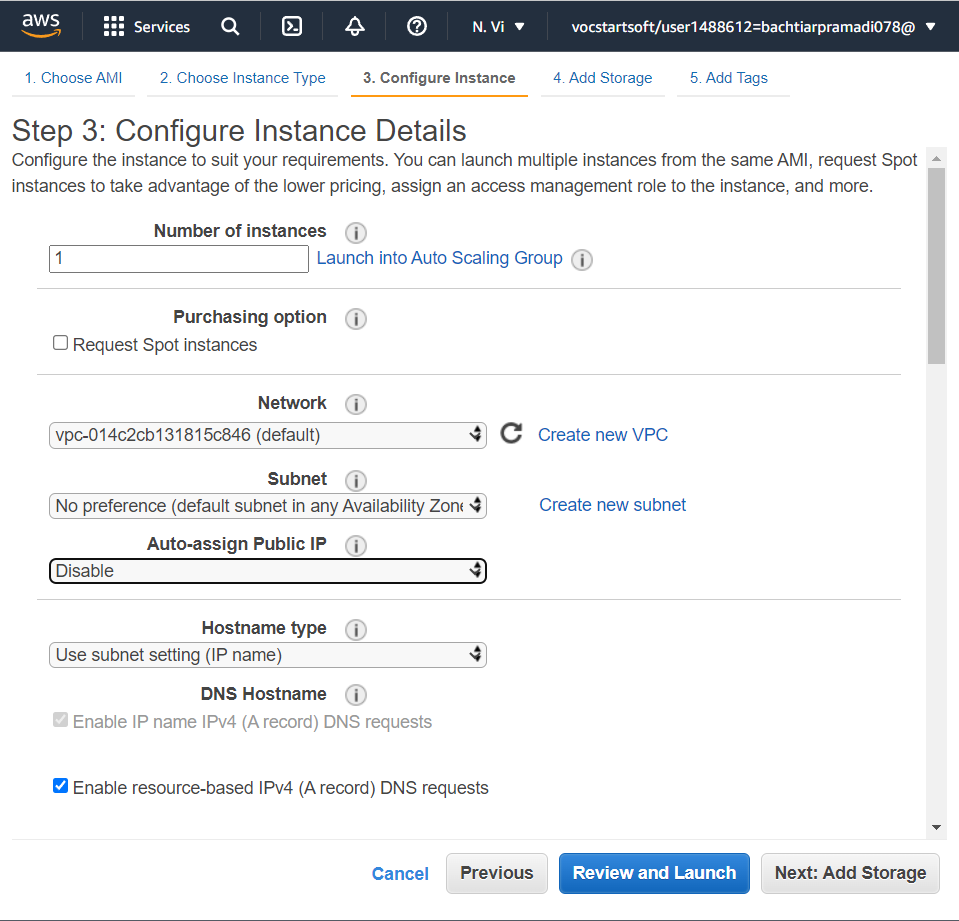 aws Services N. Vi vocstartsoft/user1488612=bachtiarpramadi078@
1. Choose AMI 2. Choose Instance Type 3. Configure Instance 4. Add Storage 5. Add Tags
Step 3: Configure Instance Details
Configure the instance to suit your requirements. You can launch multiple instances from the same AMI, request Spot
instances to take advantage of the lower pricing, assign an access management role to the instance, and more.
Number of instances
1 Launch into Auto Scaling Group
Purchasing option
Request Spot instances
Network
vpc-014c2cb131815c846 (default) Create new VPC
Subnet
No preference (default subnet in any Availability Zone Create new subnet
Auto-assign Public IP
Disable
Hostname type
Use subnet setting (IP name)
DNS Hostname
Enable IP name IPv4 (A record) DNS requests
Enable resource-based IPv4 (A record) DNS requests
Cancel Previous Review and Launch Next: Add Storage